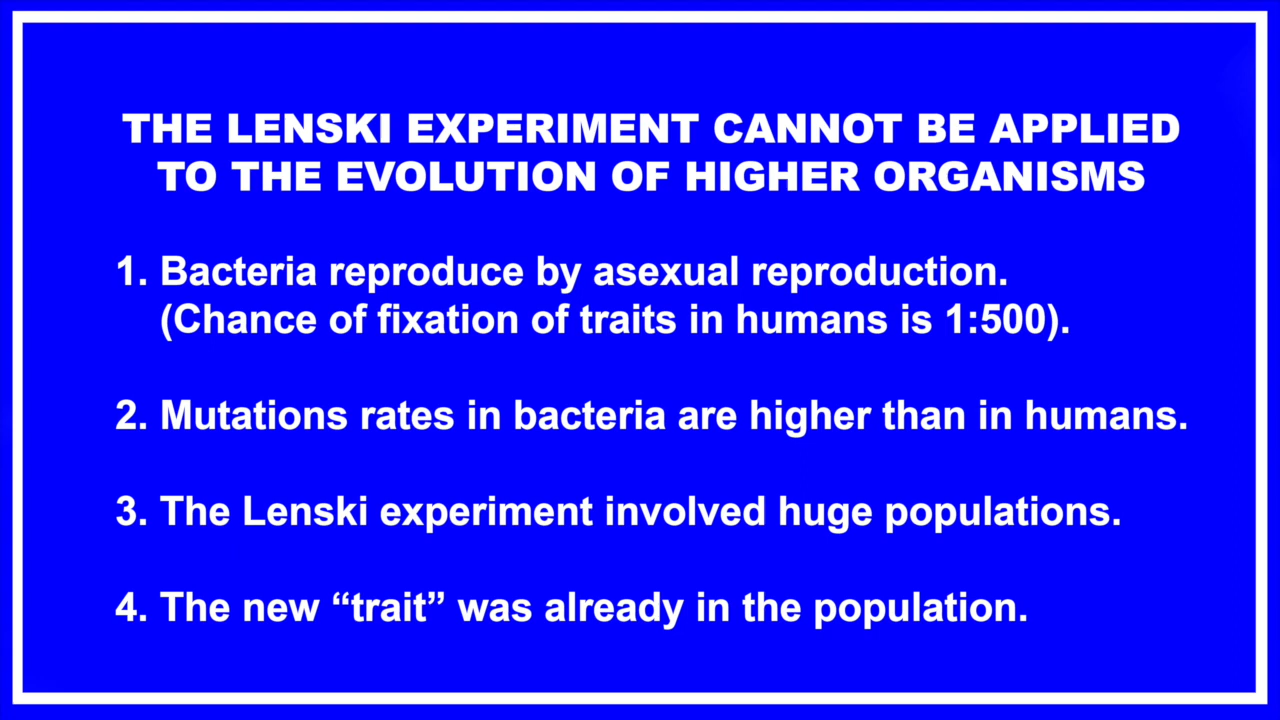 THE LENSKI EXPERIMENT CANNOT BE APPLIED
TO THE EVOLUTION OF HIGHER ORGANISMS
1. Bacteria reproduce by asexual reproduction.
(Chance of fixation of traits in humans is 1:500).
2. Mutations rates in bacteria are higher than in humans.
3. The Lenski experiment involved huge populations.
4. The new “trait” was already in the population.